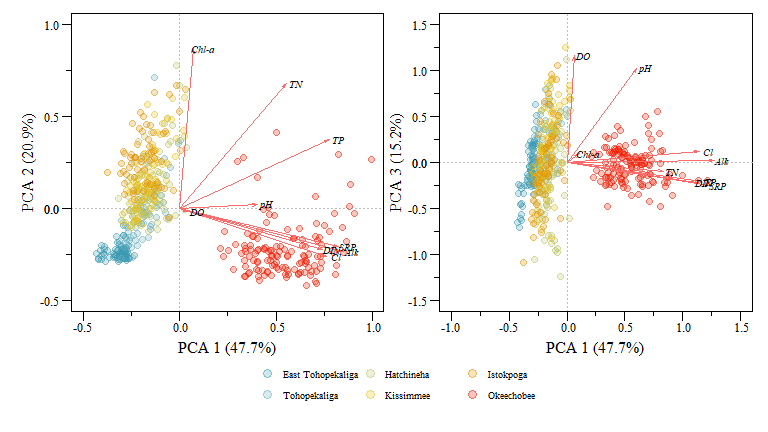 1.0
0.5
0.0
-0.5
PCA 2 (20.9%)
Chl-a
TN
TP
pH
DO
SRP
DIN
Alk
Cl
-0.5 0.0 0.5 1.0
PCA 1 (47.7%)
1.5
1.0
0.5
0.0
-0.5
-1.0
-1.5
PCA 3 (15.2%)
DO
pH
Chl-a
Cl
Alk
TN
SRP
-1.0 -0.5 0.0 0.5 1.0 1.5
PCA 1 (47.7%)
East Tohopekaliga Hatchineha Istokpoga
Tohopekaliga Kissimmee Okeechobee